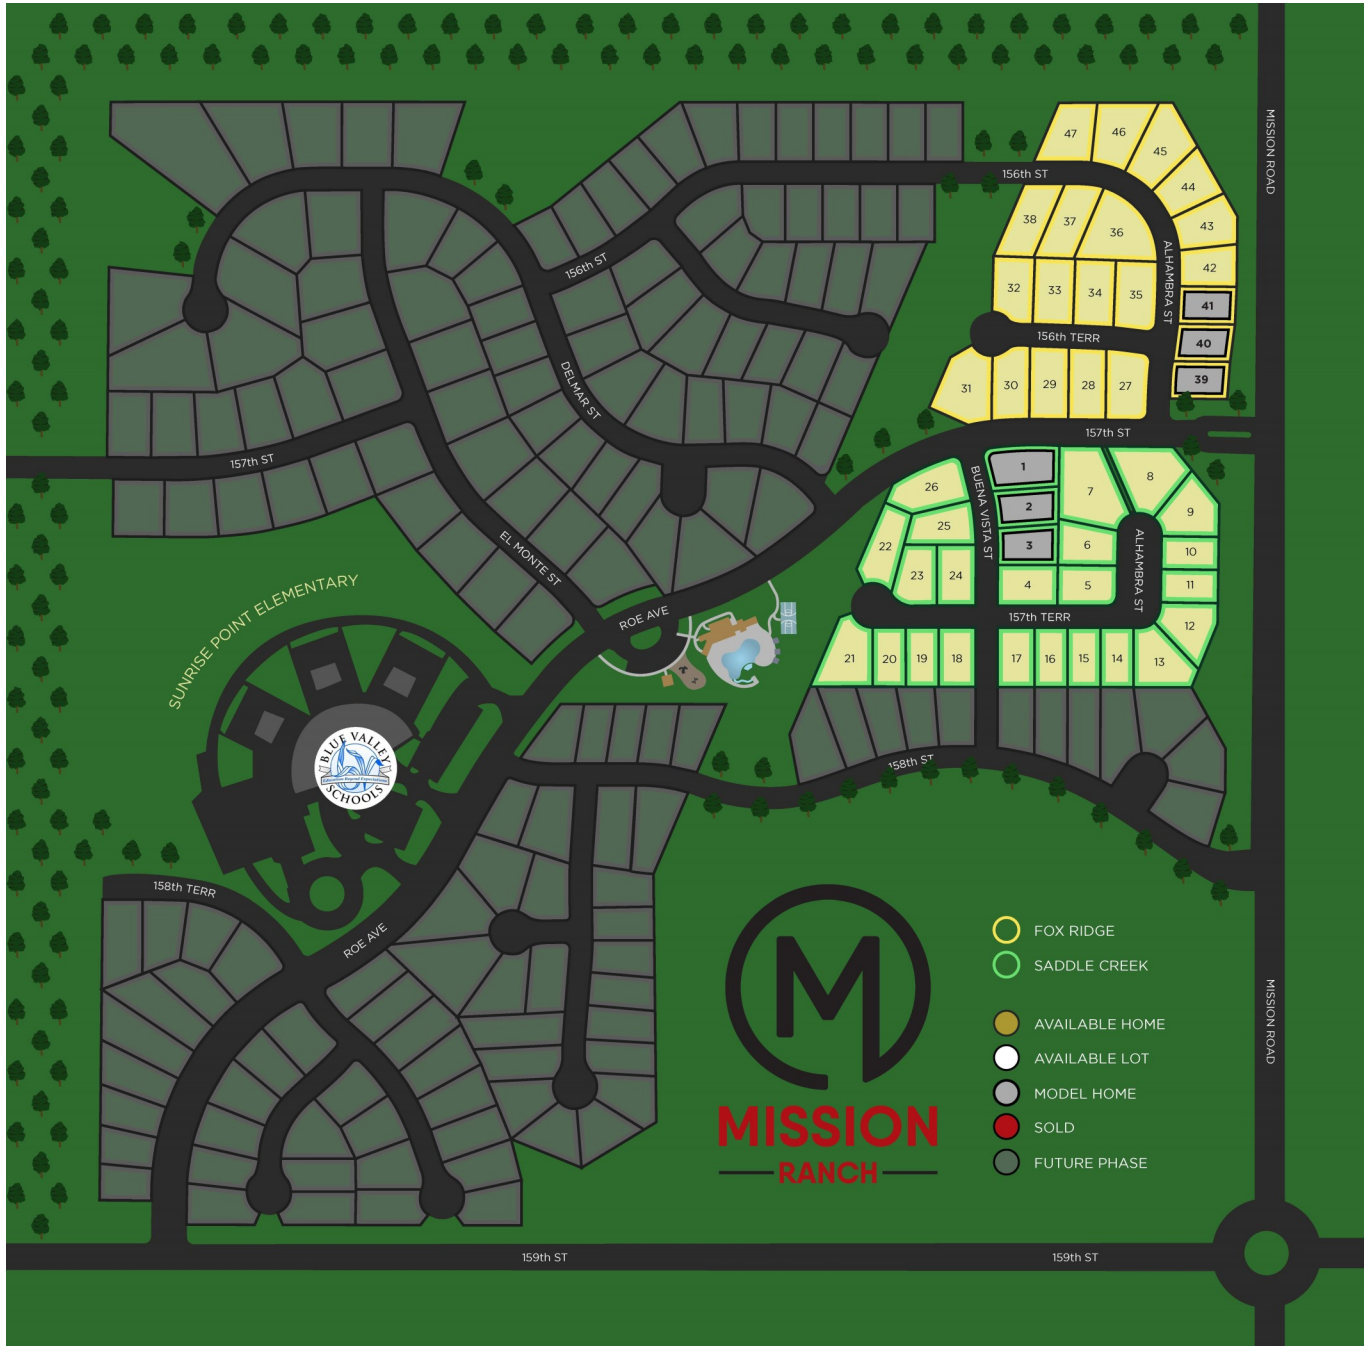 47
46
45
MISSION ROAD
156th ST
44
38
37
36
43
ALHAMBRA ST
42
156th ST
32
33
34
35
41
156th TERR
40
31
30
29
28
27
39
DELMAR ST
157th ST
157th ST
BUENA VISTA ST
1
8
26
7
2
9
25
22
3
6
ALHAMBRA ST
10
23
24
4
5
11
EL MONTE ST
SUNRISE POINT ELEMENTARY
ROE AVE
157th TERR
12
21
20
19
18
17
16
15
14
13
BLUE VALLEY
Education Beyond Expectations
SCHOOLS
158th ST
158th TERR
ROE AVE
M
MISSION
RANCH
FOX RIDGE
SADDLE CREEK
AVAILABLE HOME
AVAILABLE LOT
MODEL HOME
SOLD
FUTURE PHASE
MISSION ROAD
159th ST
159th ST